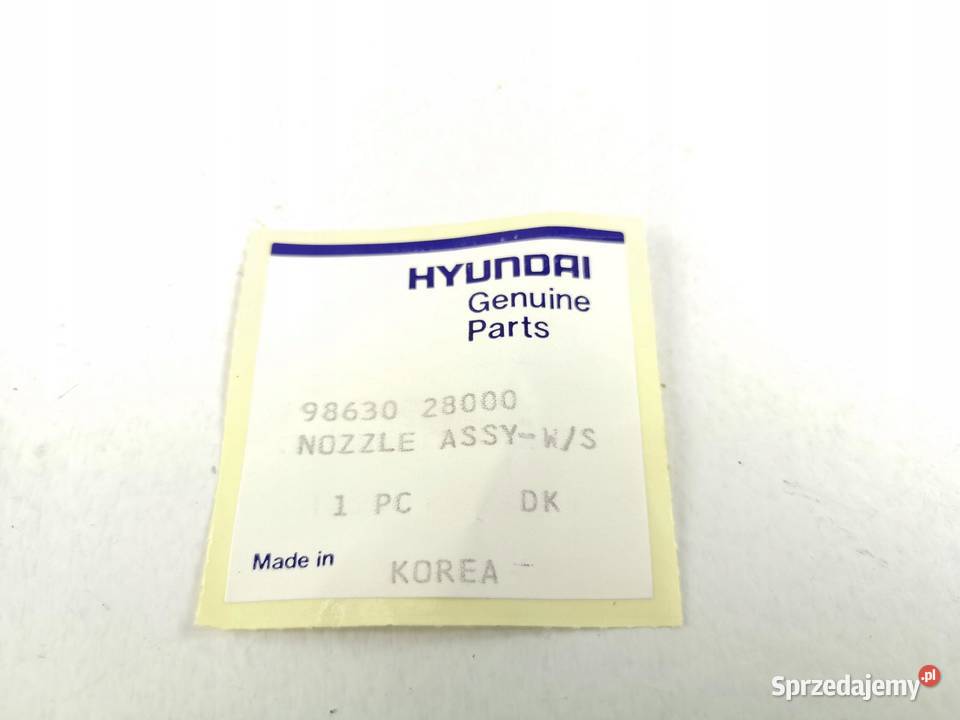 HYUNDAI
Genuine
Parts
98630 28000
NOZZLE ASSY-W/S
1 PC DK
Made in KOREA
Sprzedajemy.pl